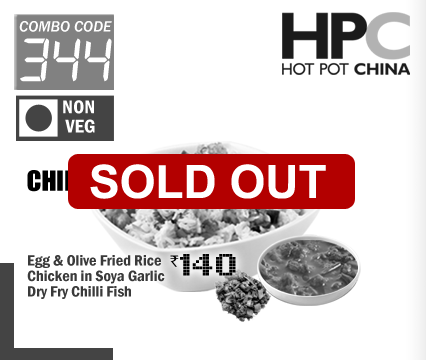 COMBO CODE
344
NON
VEG
HPC
HOT POT CHINA
SOLD OUT
Egg & Olive Fried Rice
Chicken in Soya Garlic
Dry Fry Chilli Fish
₹140